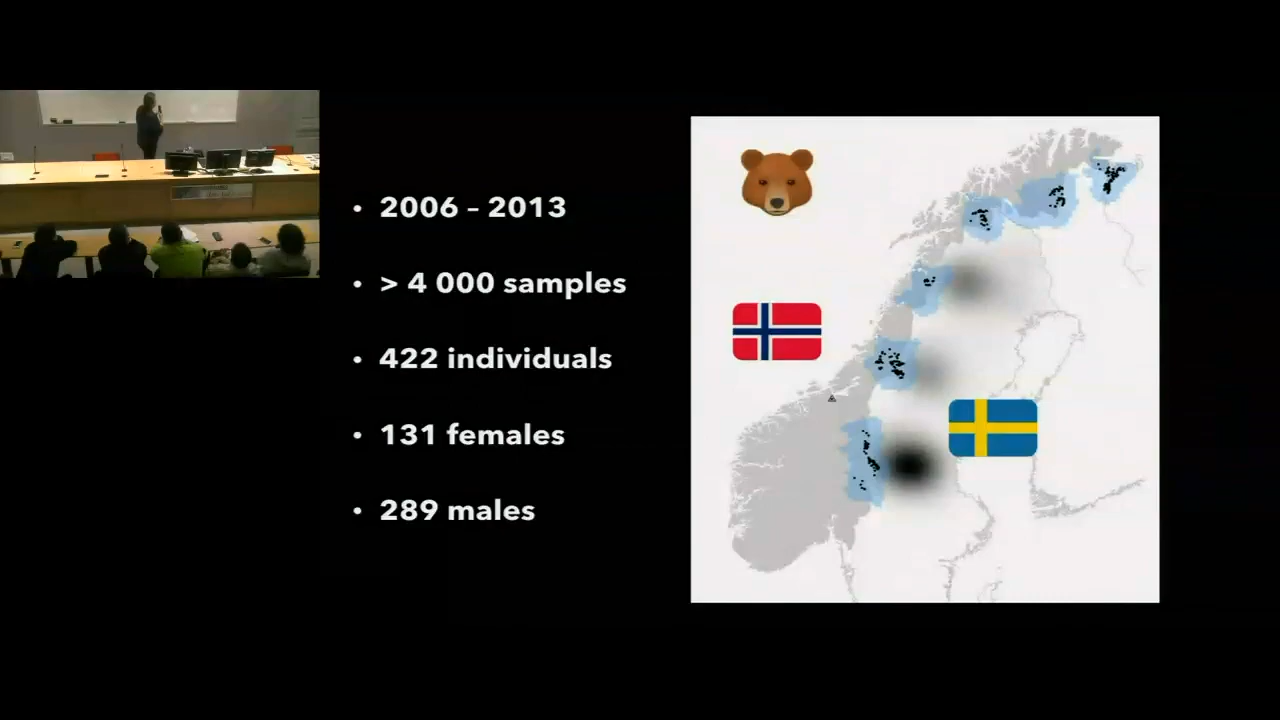 • 2006 – 2013
• > 4 000 samples
• 422 individuals
• 131 females
• 289 males